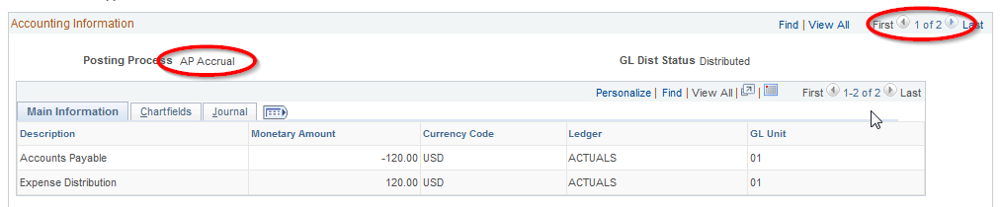 Accounting Information Find | View All First 1 of 2 Last
Posting Process AP Accrual GL Dist Status Distributed
Personalize | Find | View All | | First 1-2 of 2 Last
Main Information Chartfields Journal
Description Monetary Amount Currency Code Ledger GL Unit
Accounts Payable -120.00 USD ACTUALS 01
Expense Distribution 120.00 USD ACTUALS 01